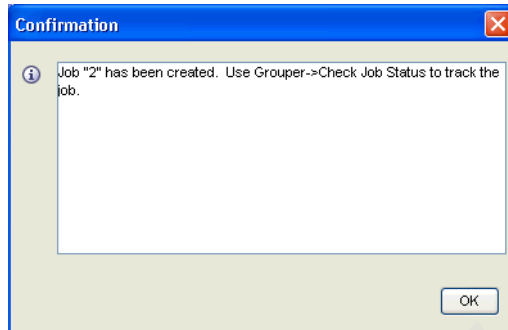 Confirmation
Job "2" has been created.  Use Grouper->Check Job Status to track the
job.
OK